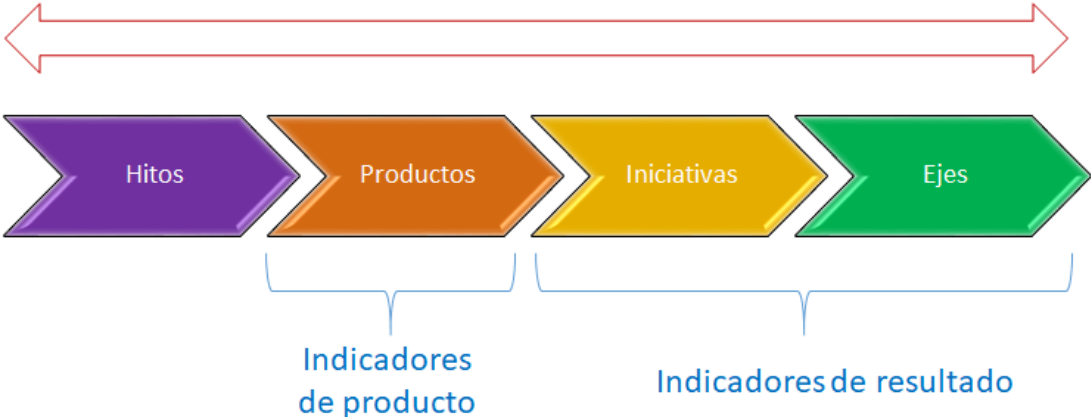 Hitos
Productos
Iniciativas
Ejes
Indicadores
de producto
Indicadores de resultado